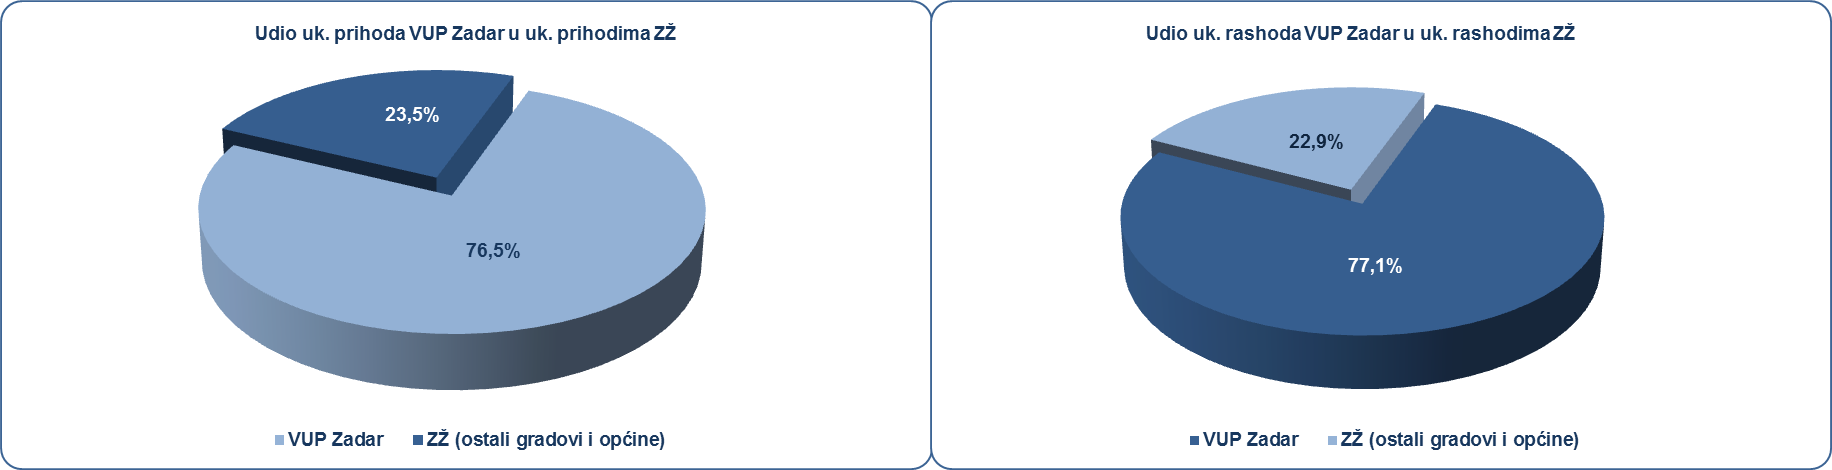 Udio uk. prihoda VUP Zadar u uk. prihodima ZŽ
23,5%
76,5%
VUP Zadar
ZŽ (ostali gradovi i općine)
Udio uk. rashoda VUP Zadar u uk. rashodima ZŽ
22,9%
77,1%
VUP Zadar
ZŽ (ostali gradovi i općine)